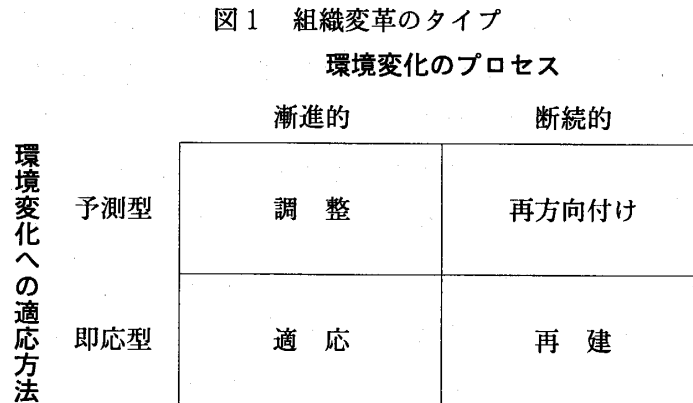 図1 組織変革のタイプ
環境変化のプロセス
漸進的 断続的
環境変化への適応方法
予測型 調整 再方向付け
即応型 適応 再建